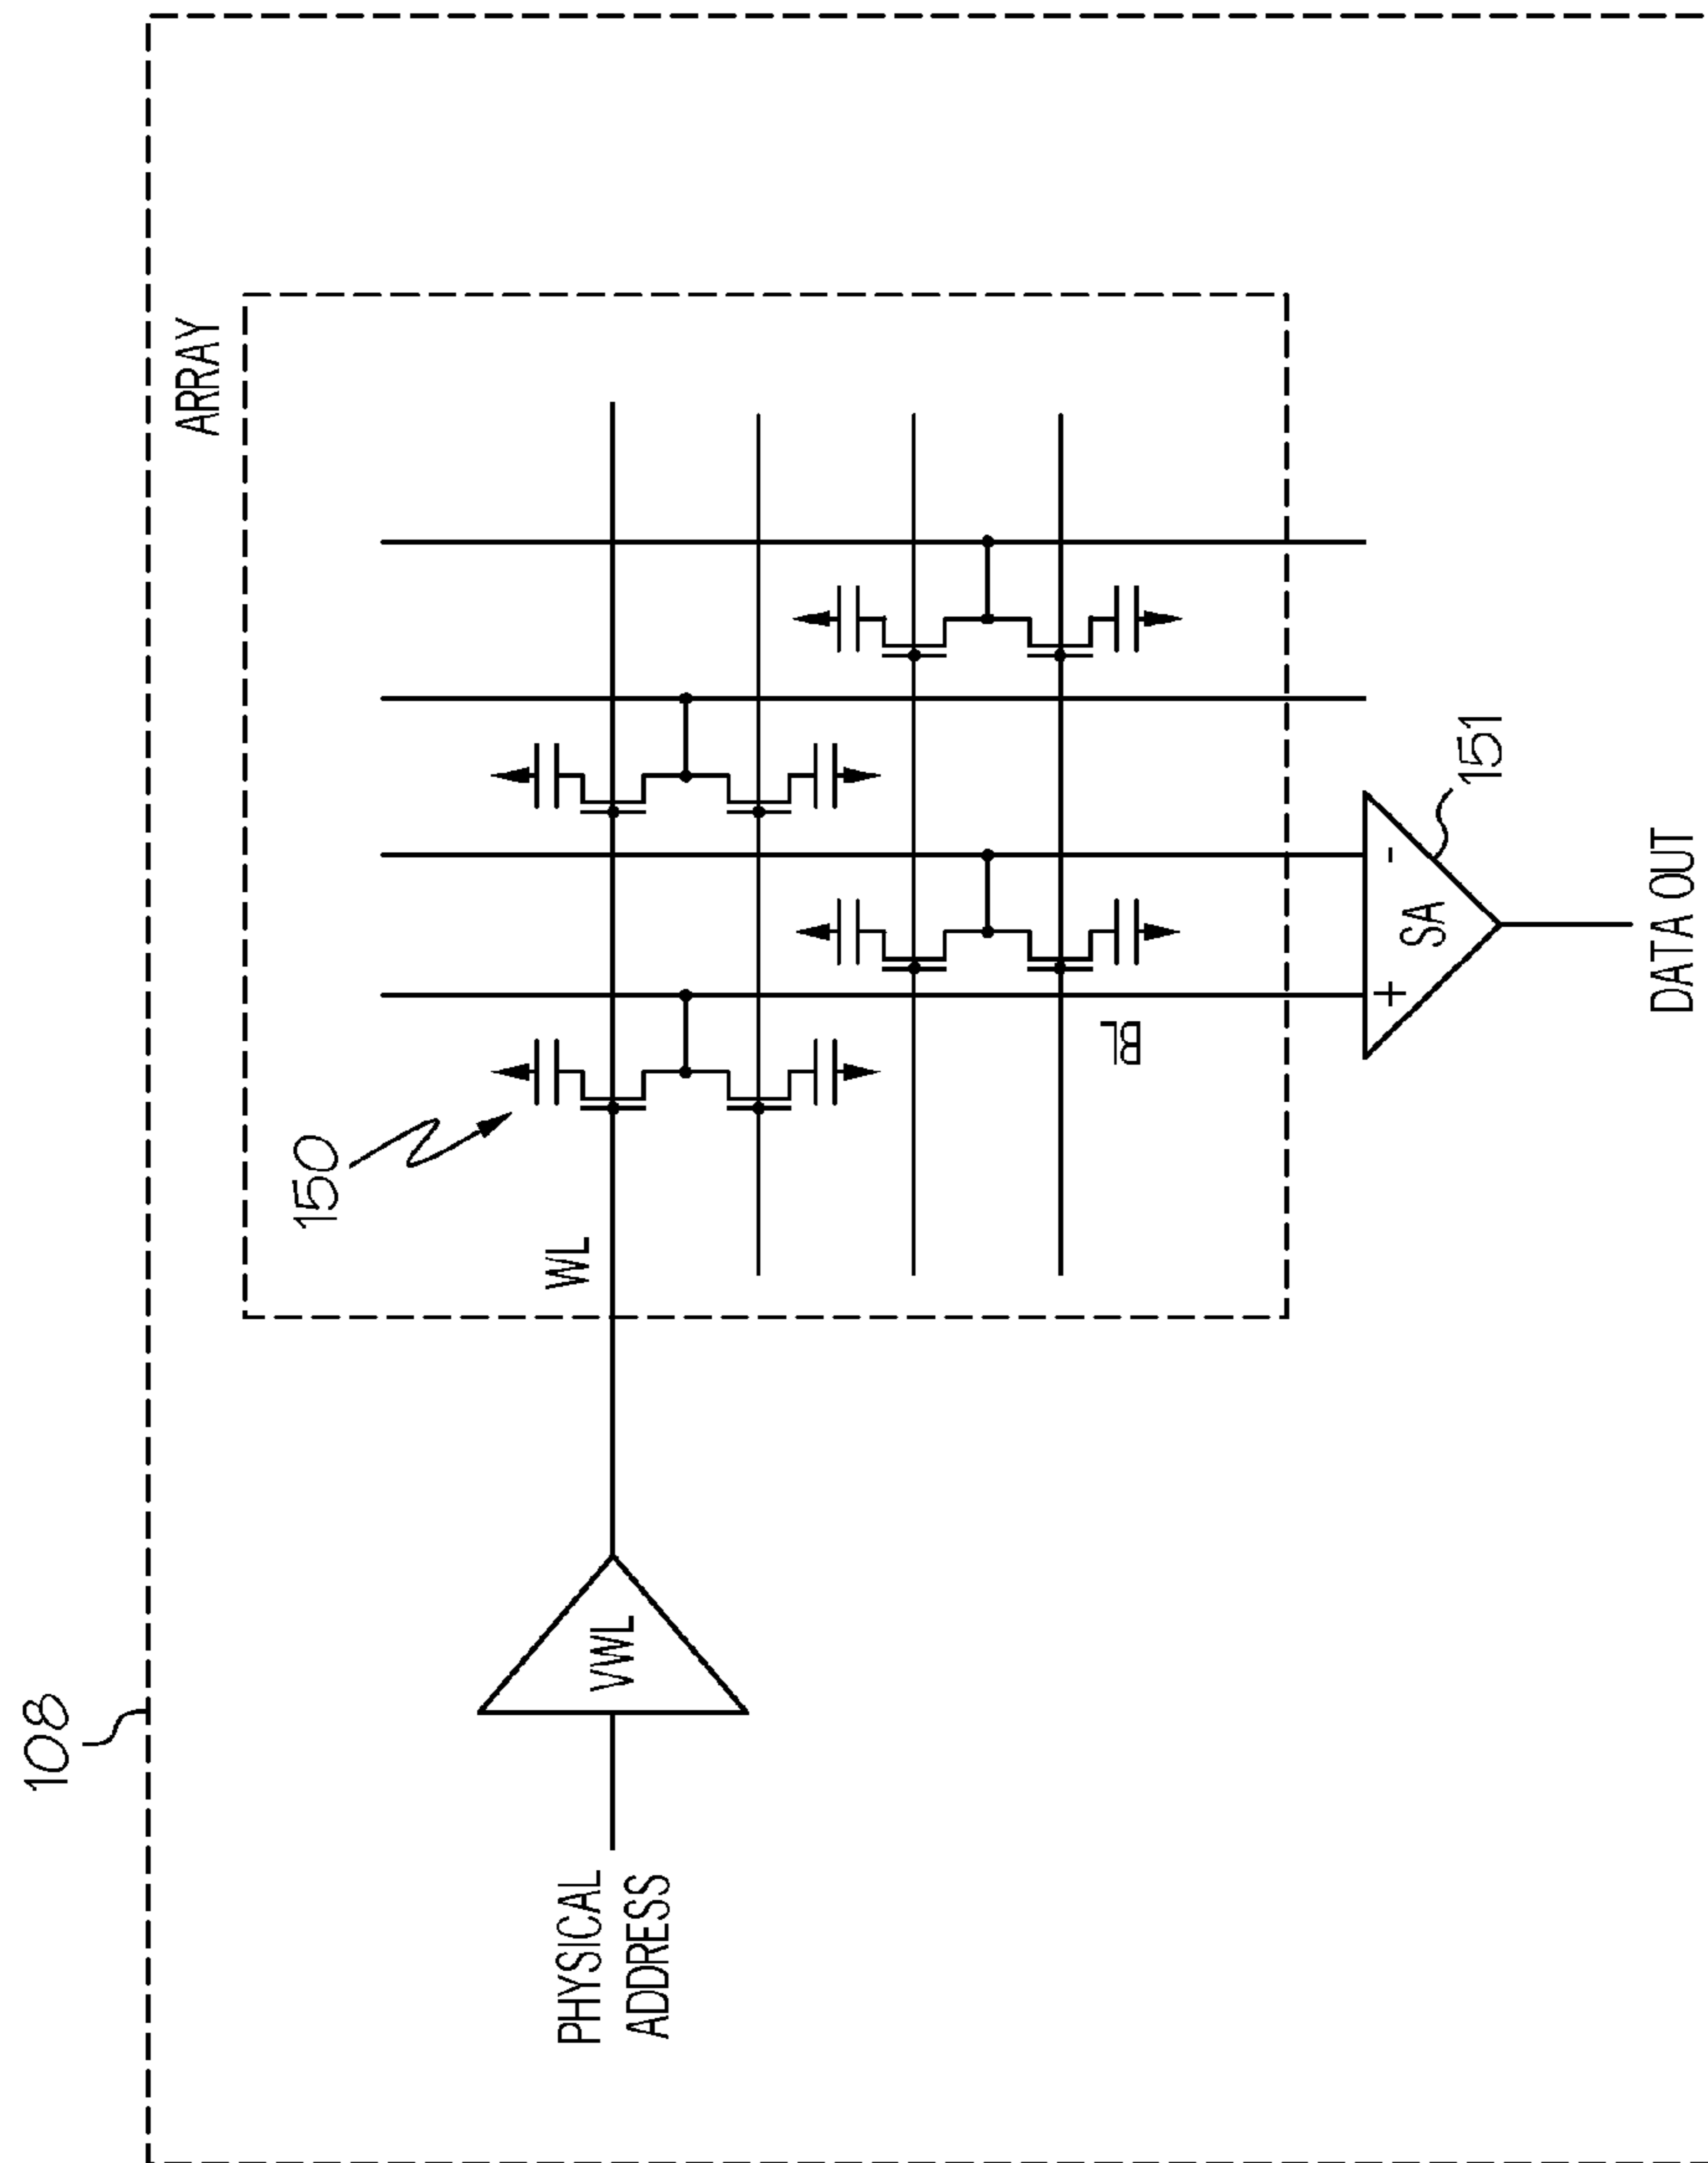 108
ARRAY
150
WL
VWL
PHYSICAL
ADDRESS
BL
+
SA
-
151
DATA OUT